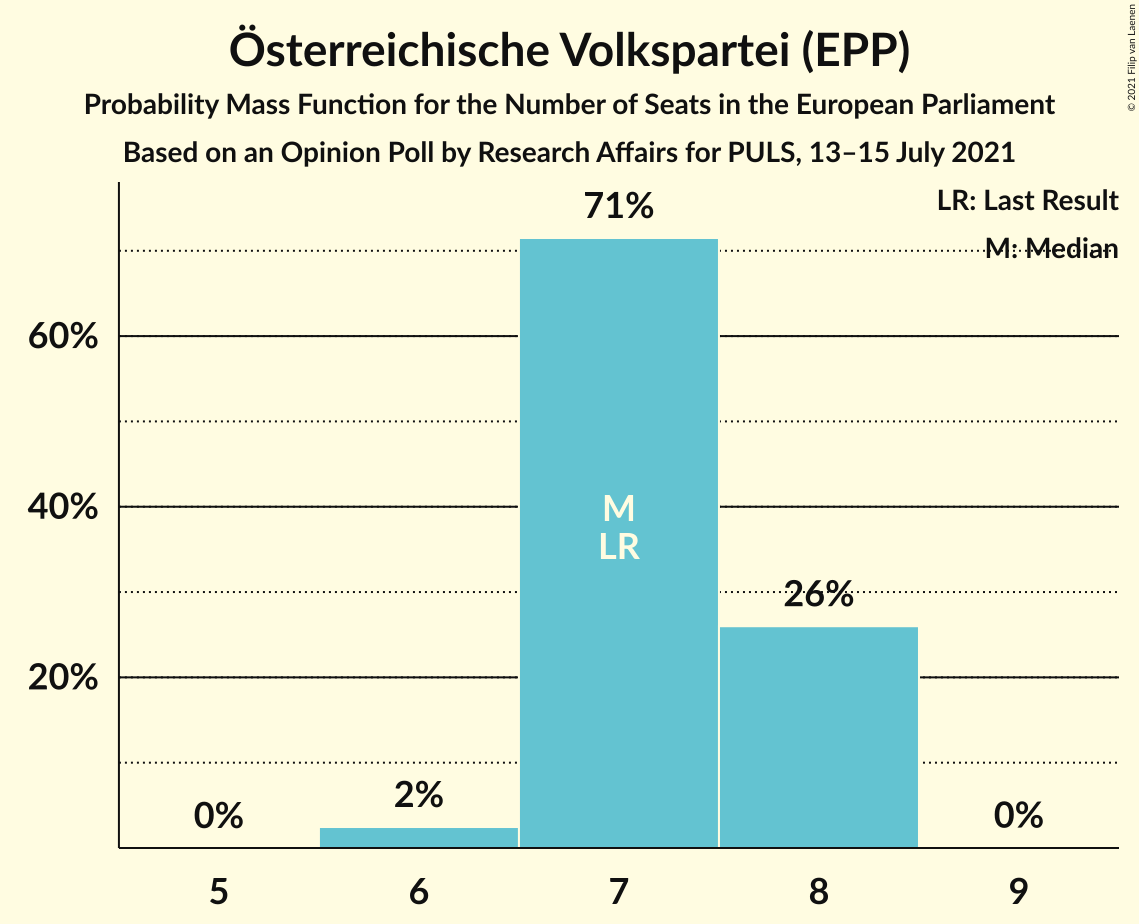 Österreichische Volkspartei (EPP)
Probability Mass Function for the Number of Seats in the European Parliament
Based on an Opinion Poll by Research Affairs for PULS, 13–15 July 2021
© 2021 Filip van Laenen
LR: Last Result
M: Median
71%
60%
M
40%
LR
26%
20%
2%
0%
0%
5 6 7 8 9